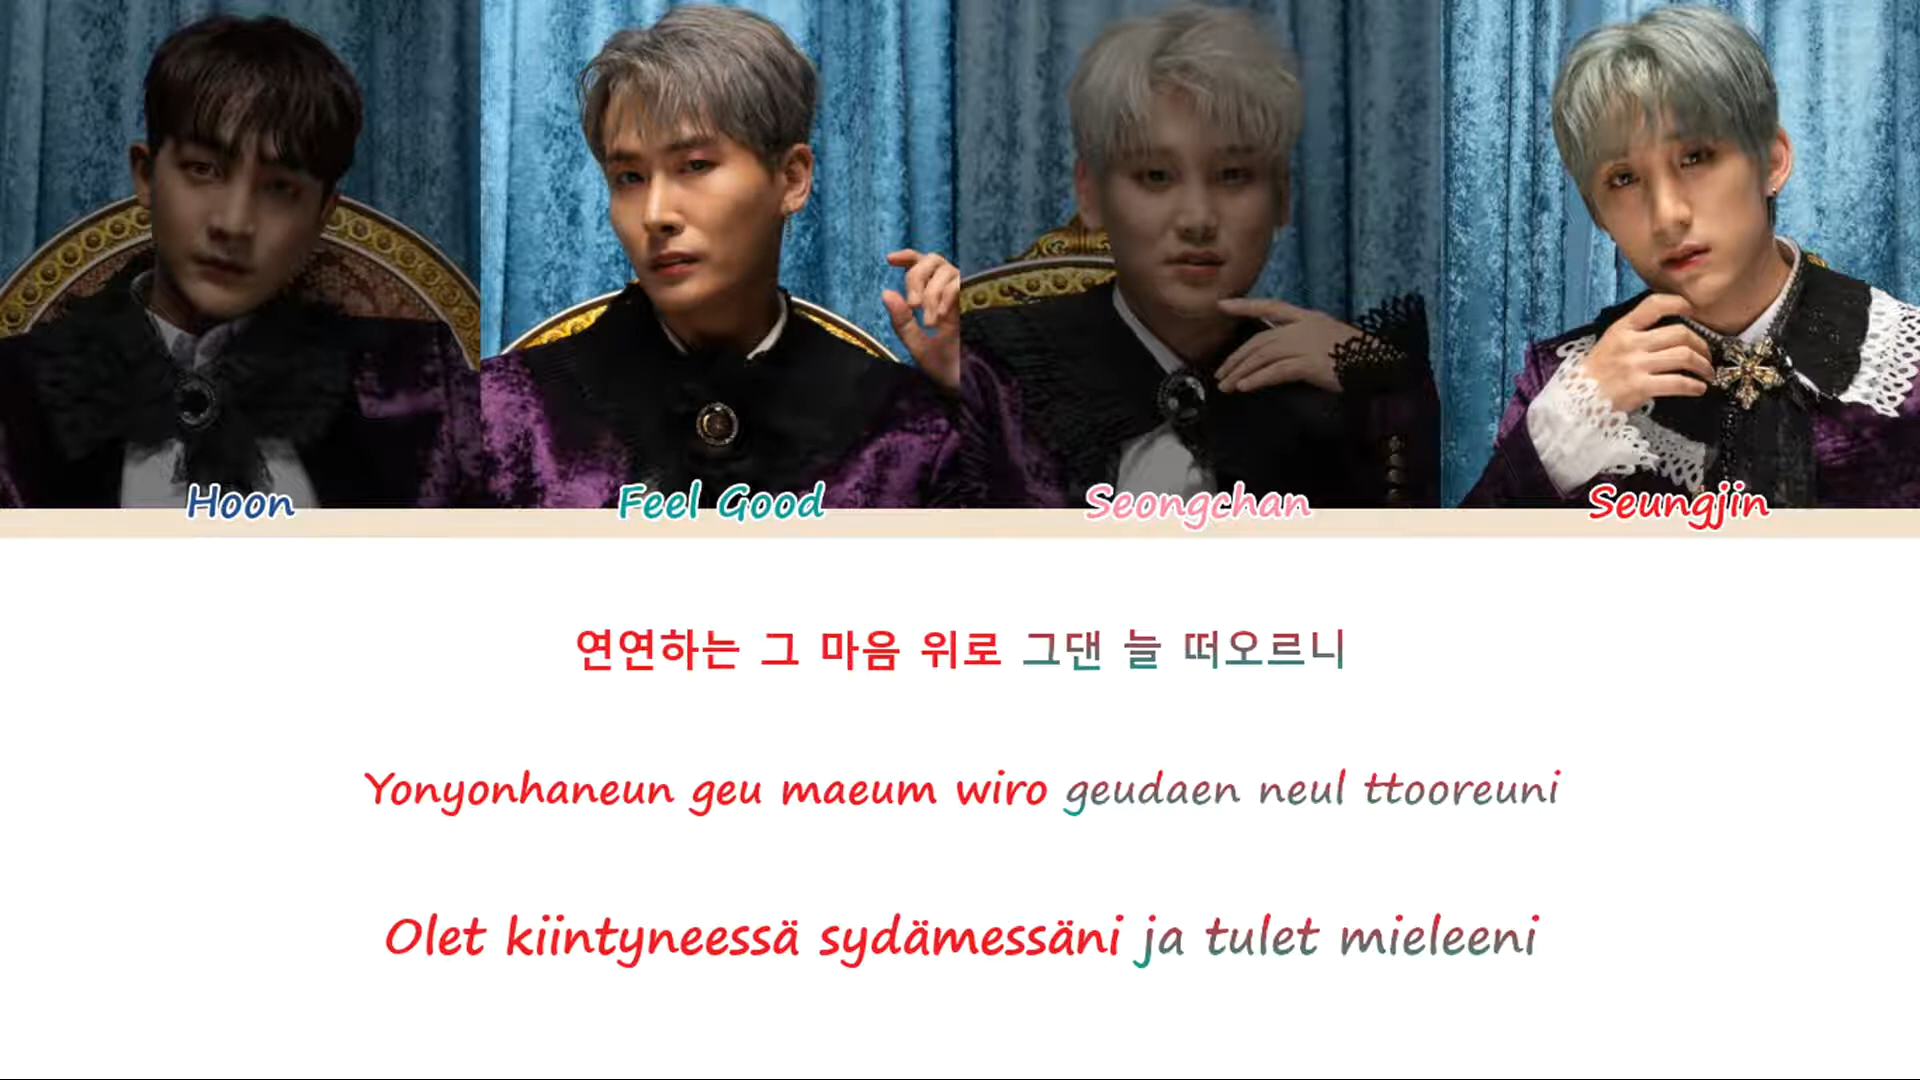 Hoon Feel Good Seongchan Seungjin
연연하는 그 마음 위로 그댄 늘 떠오르니
Yonyonhaneun geu maeum wiro geudaen neul ttooreuni
Olet kiintyneessä sydämessäni ja tulet mieleeni